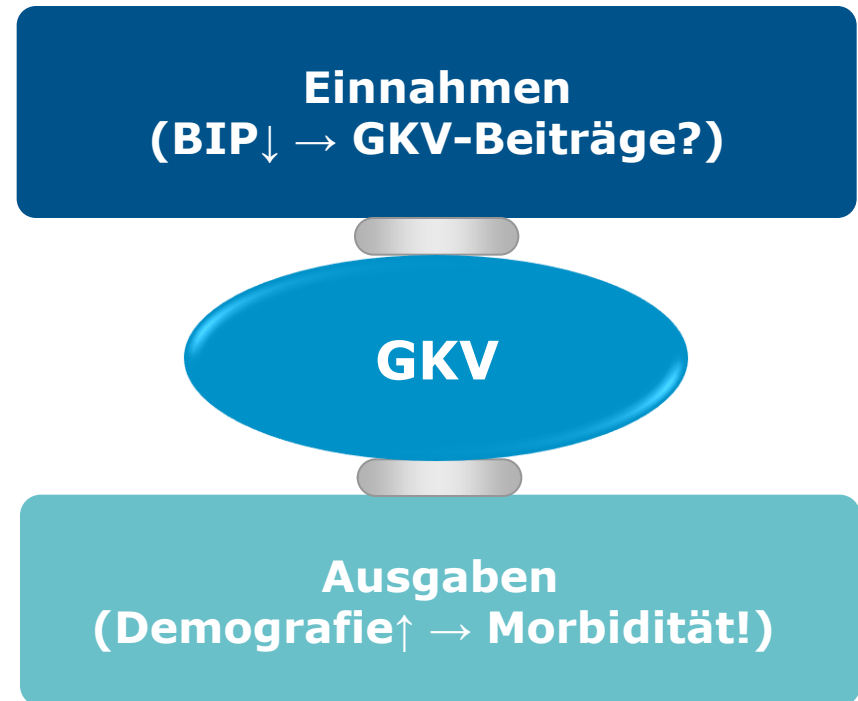 Einnahmen
(BIP↓ → GKV-Beiträge?)
GKV
Ausgaben
(Demografie↑ → Morbidität!)